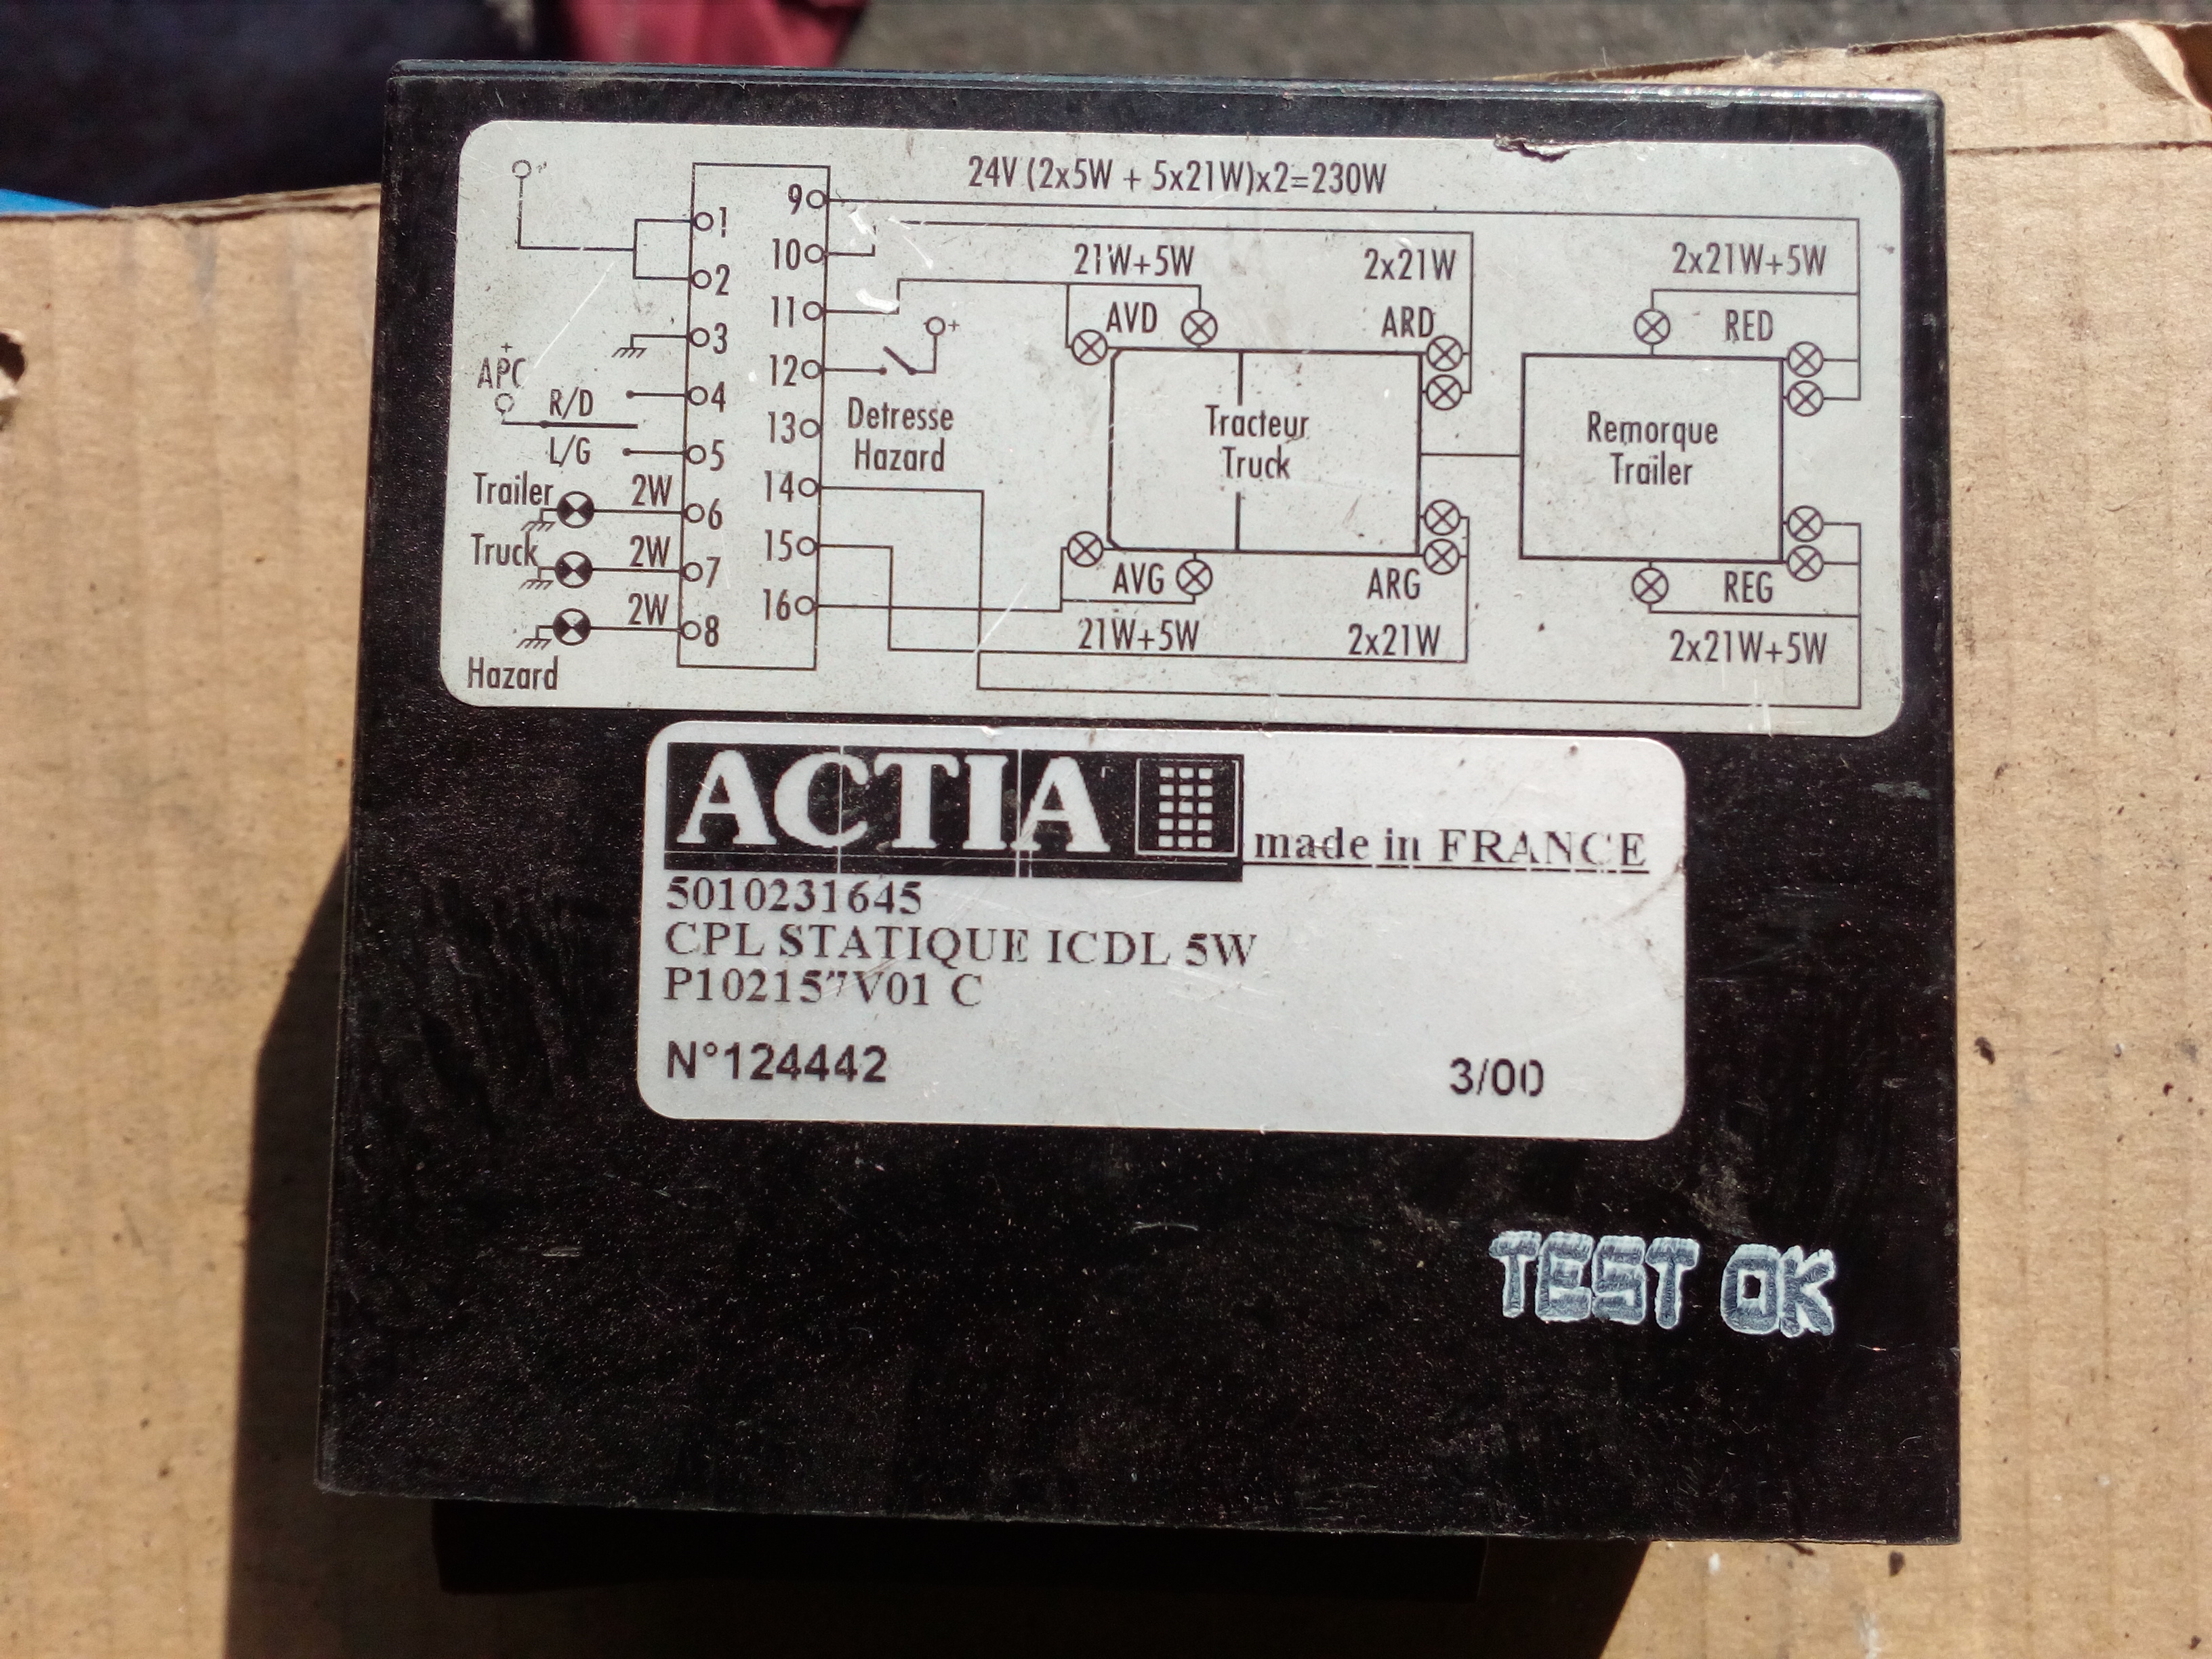 24V (2x5W + 5x21W)x2=230W
+
1
2
3
4
5
6
7
8
9
10
11
12
13
14
15
16
+
APC
R/D
L/G
Trailer
2W
Truck
2W
2W
Hazard
+
Detresse
Hazard
21W+5W
2x21W
2x21W+5W
AVD
ARD
RED
Tracteur
Truck
Remorque
Trailer
AVG
ARG
REG
21W+5W
2x21W
2x21W+5W
ACTIA made in FRANCE
5010231645
CPL STATIQUE ICDL 5W
P102157V01 C
N°124442 3/00
TEST OK